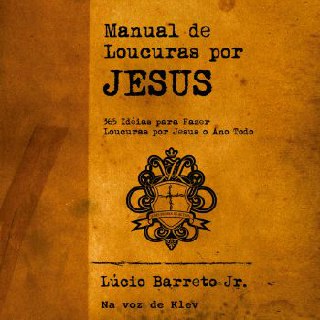 Manual de
Loucuras por
JESUS
365 Idéias para Fazer
Loucuras por Jesus o Ano Todo
Lúcio Barreto Jr.
Na voz de Klev